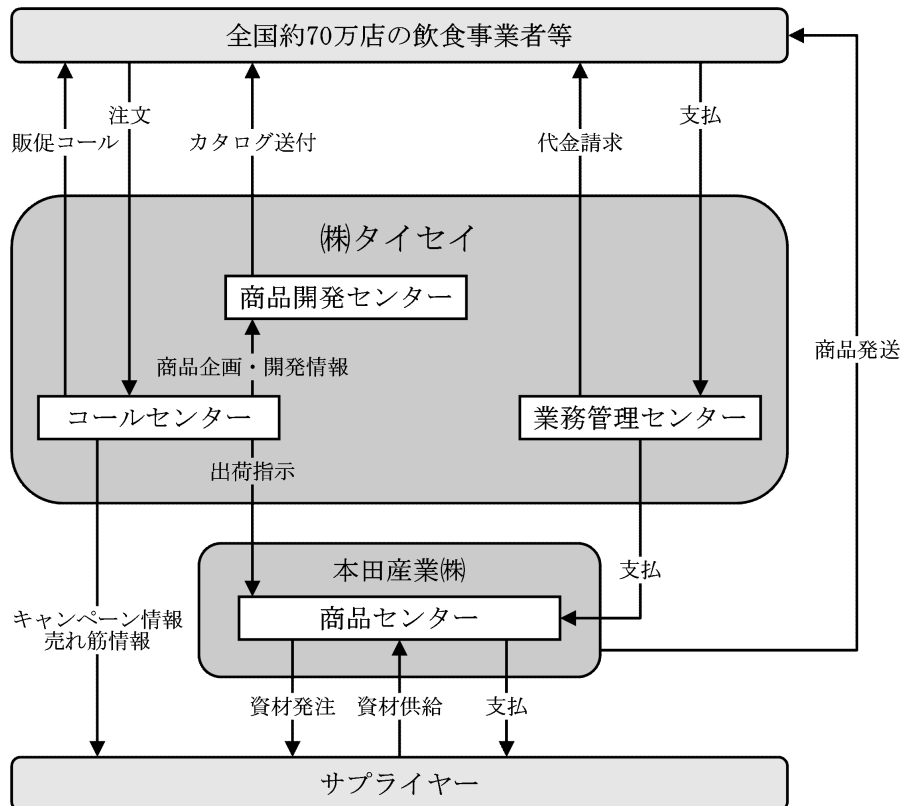 全国約70万店の飲食事業者等
注文
支払
販促コール
カタログ送付
代金請求
㈱タイセイ
商品開発センター
商品発送
商品企画・開発情報
コールセンター
業務管理センター
出荷指示
本田産業㈱
支払
商品センター
キャンペーン情報
売れ筋情報
資材発注
資材供給
支払
サプライヤー